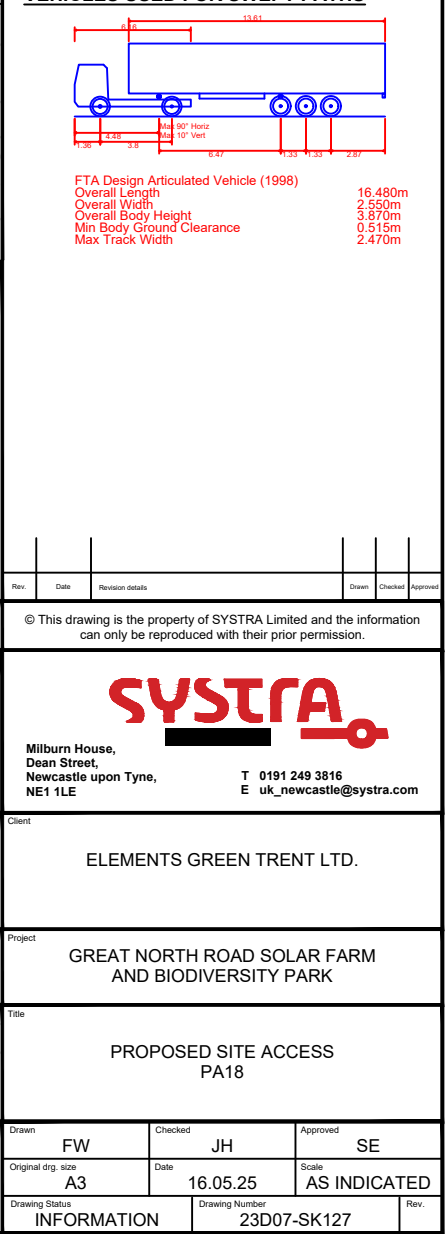 VEHICLES USED FOR SWEPT PATHS
13.61
6.16
Max 90° Horiz
Max 10° Vert
4.48
1.36
3.8
6.47
1.33
1.33
2.87
FTA Design Articulated Vehicle (1998)
Overall Length 16.480m
Overall Width 2.550m
Overall Body Height 3.870m
Min Body Ground Clearance 0.515m
Max Track Width 2.470m
Rev. Date Revision details Drawn Checked Approved
© This drawing is the property of SYSTRA Limited and the information
can only be reproduced with their prior permission.
SYSTRA
Milburn House,
Dean Street,
Newcastle upon Tyne, T 0191 249 3816
NE1 1LE E uk_newcastle@systra.com
Client
ELEMENTS GREEN TRENT LTD.
Project
GREAT NORTH ROAD SOLAR FARM
AND BIODIVERSITY PARK
Title
PROPOSED SITE ACCESS
PA18
Drawn Checked Approved
FW JH SE
Original drg. size Date Scale
A3 16.05.25 AS INDICATED
Drawing Status Drawing Number Rev.
INFORMATION 23D07-SK127